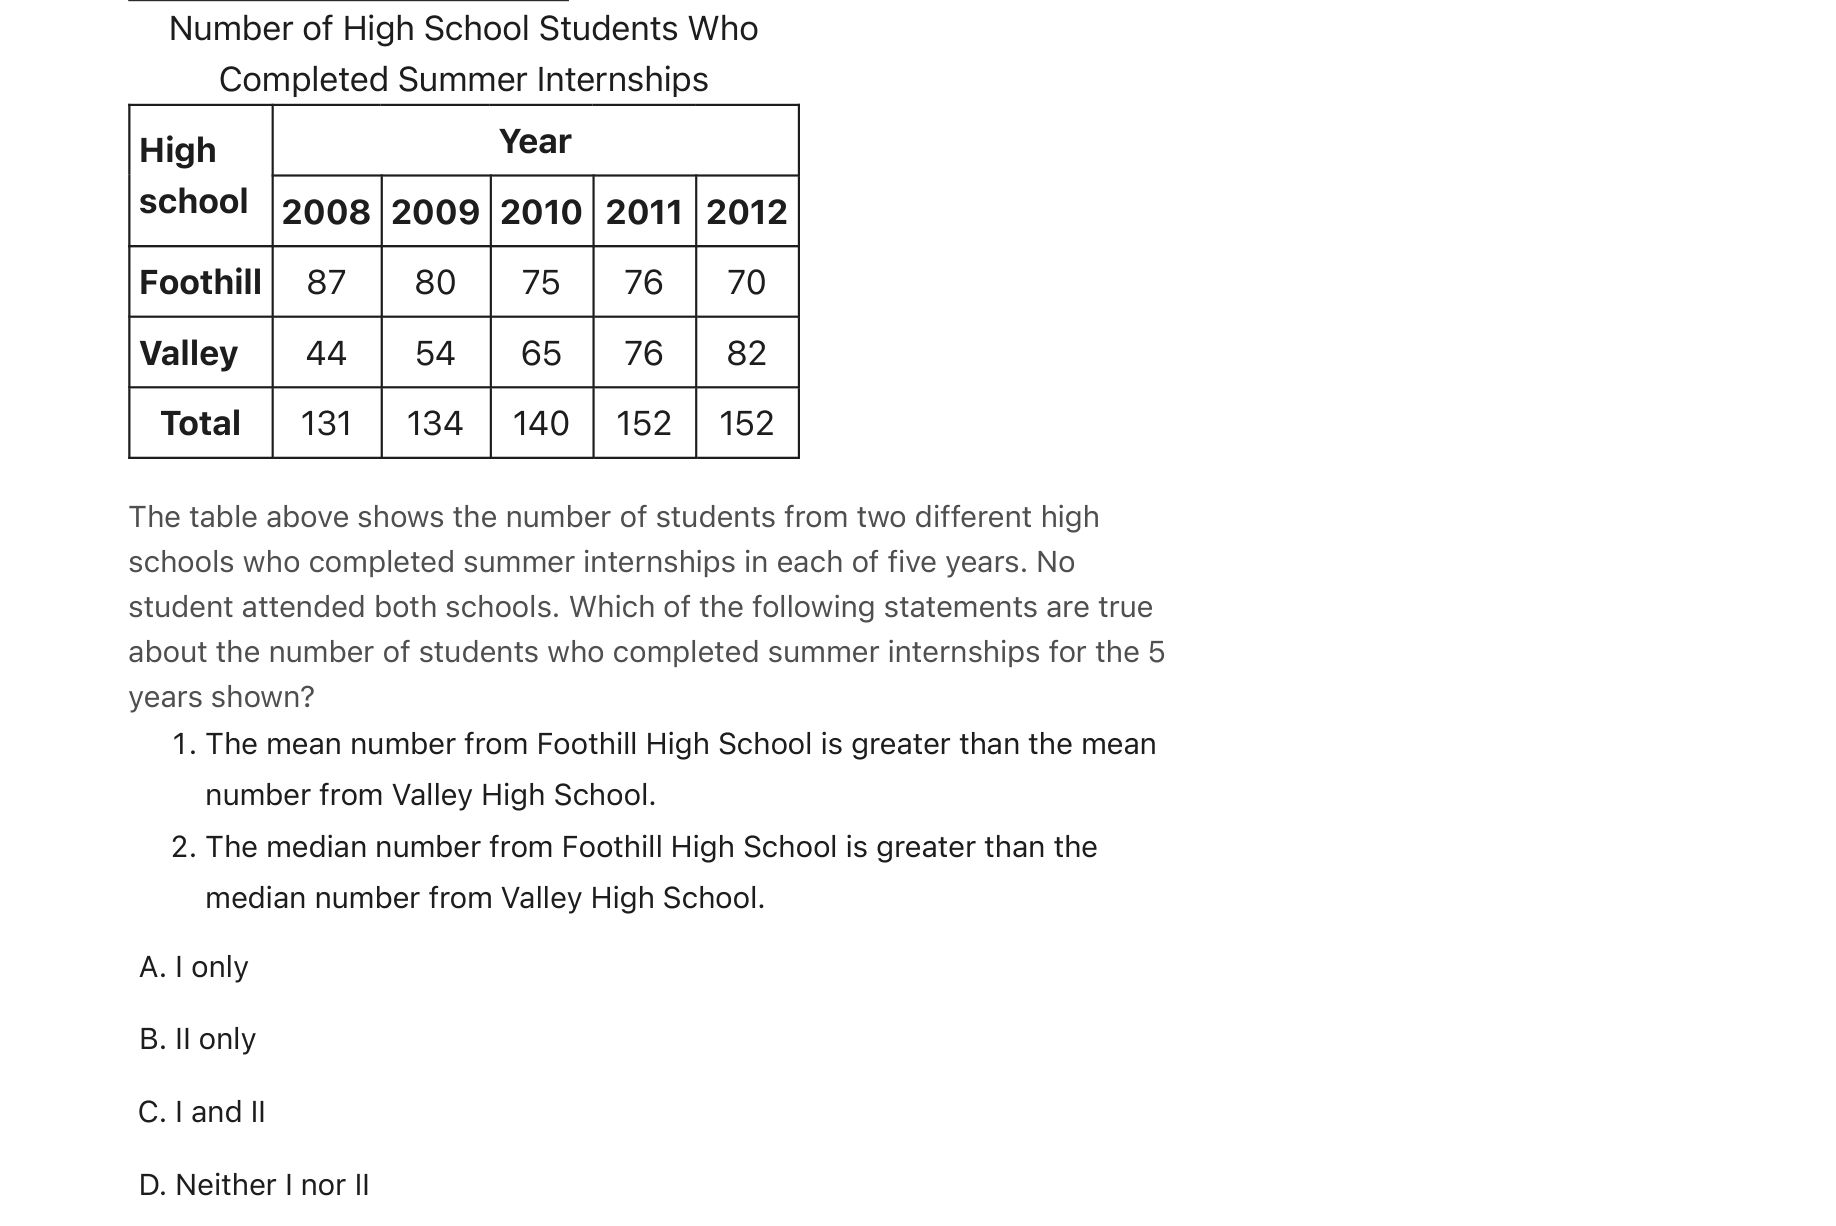 Number of High School Students Who
Completed Summer Internships
High school
Year
2008 2009 2010 2011 2012
Foothill 87 80 75 76 70
Valley 44 54 65 76 82
Total 131 134 140 152 152
The table above shows the number of students from two different high
schools who completed summer internships in each of five years. No
student attended both schools. Which of the following statements are true
about the number of students who completed summer internships for the 5
years shown?
1. The mean number from Foothill High School is greater than the mean
number from Valley High School.
2. The median number from Foothill High School is greater than the
median number from Valley High School.
A. I only
B. II only
C. I and II
D. Neither I nor II